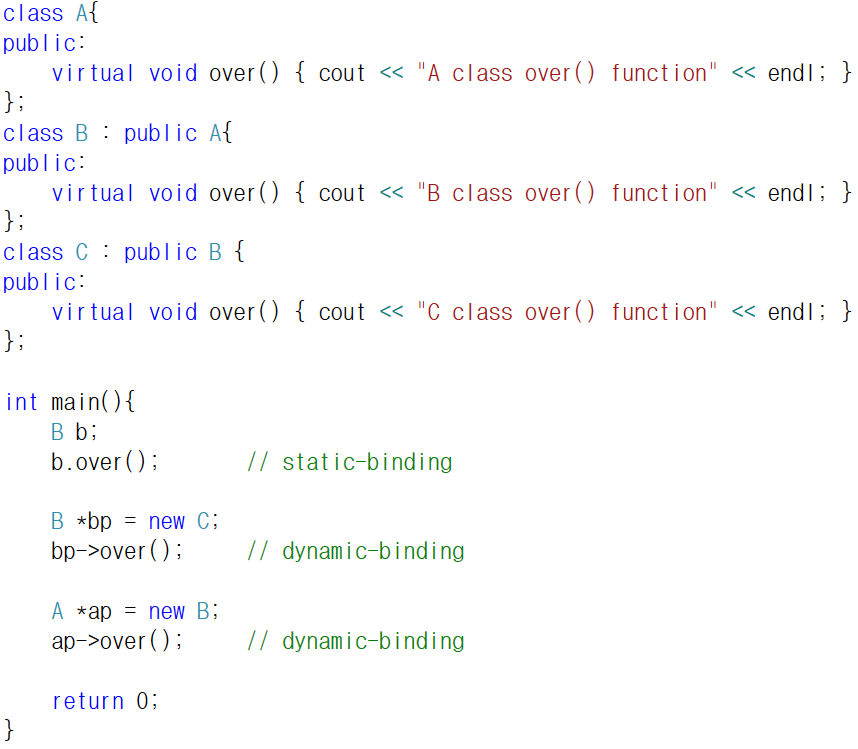 class A{
public:
    virtual void over() { cout << "A class over() function" << endl; }
};
class B : public A{
public:
    virtual void over() { cout << "B class over() function" << endl; }
};
class C : public B {
public:
    virtual void over() { cout << "C class over() function" << endl; }
};

int main(){
    B b;
    b.over();       // static-binding

    B *bp = new C;
    bp->over();     // dynamic-binding

    A *ap = new B;
    ap->over();     // dynamic-binding

    return 0;
}